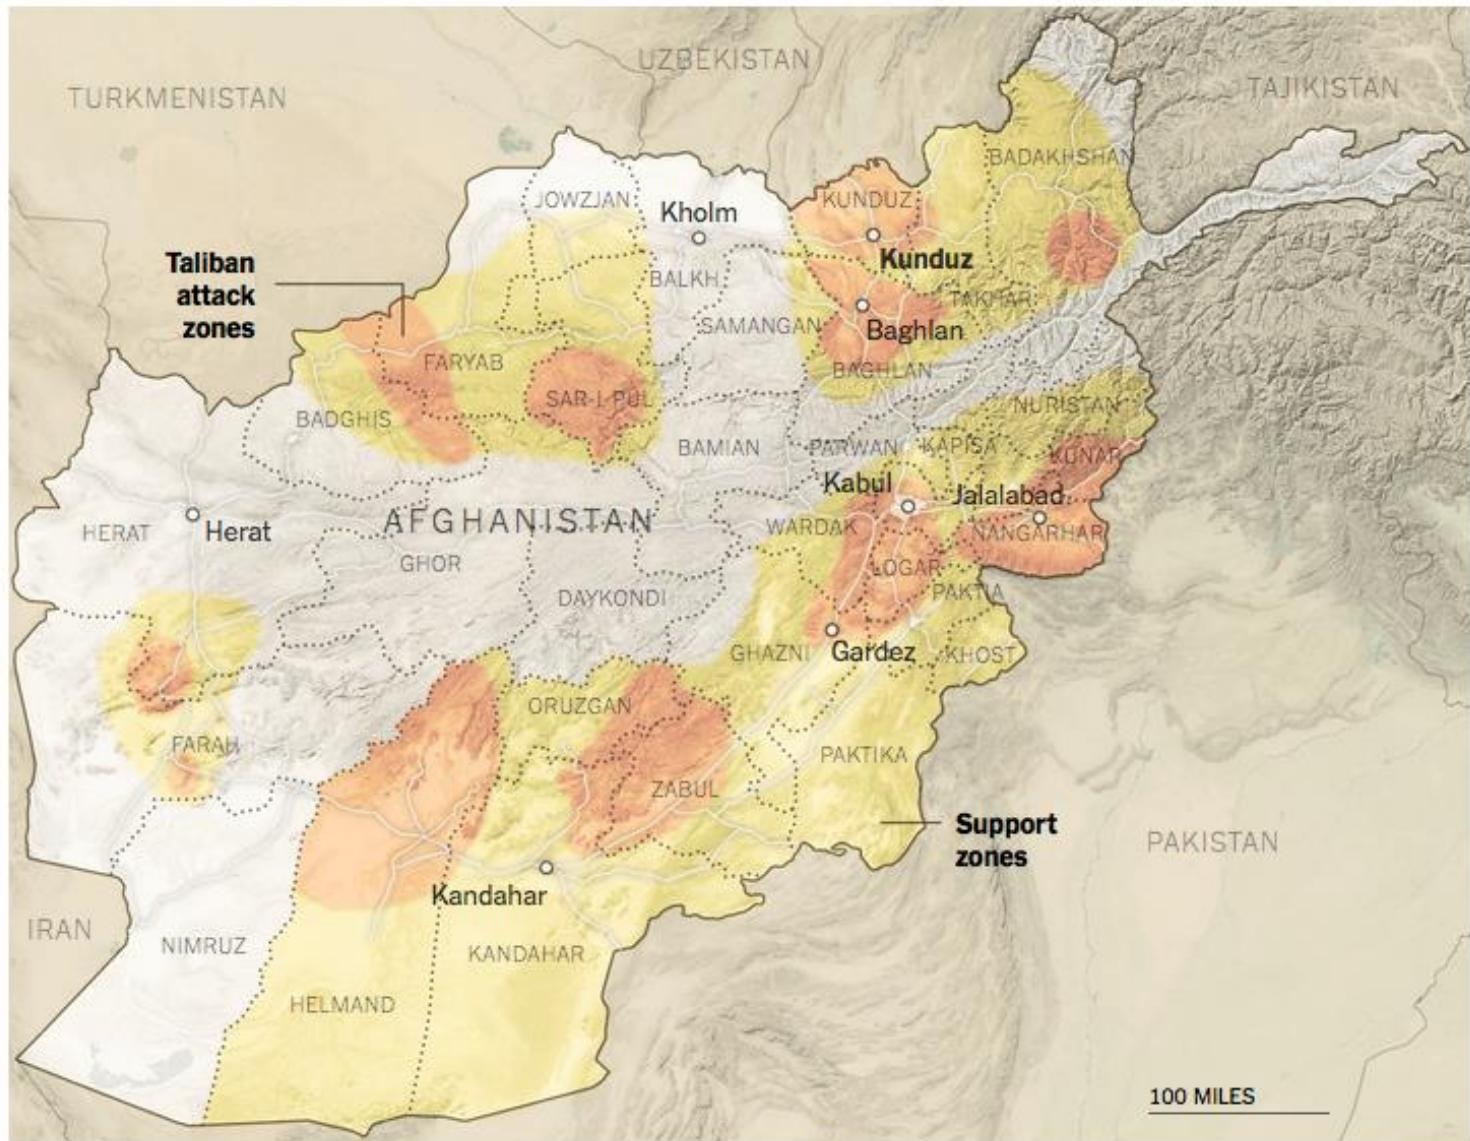 UZBEKISTAN
TURKMENISTAN
TAJIKISTAN
BADAKHSHAN
JOWZJAN
KUNDUZ
Kholm
Kunduz
Taliban
attack
zones
BALKH
TAKHAR
SAMANGAN
Baghlan
FARYAB
BAGHLAN
SAR-I-PUL
NURISTAN
BADGHIS
BAMIAN
PARWAN
KAPISA
KUNAR
Kabul
Jalalabad
AFGHANISTAN
HERAT
Herat
WARDAK
NANGARHAR
GHOR
LOGAR
DAYKONDI
PAKTIA
GHAZNI
Gardez
KHOST
ORUZGAN
FARAH
PAKTIKA
ZABUL
Support
zones
PAKISTAN
Kandahar
IRAN
NIMRUZ
KANDAHAR
HELMAND
100 MILES